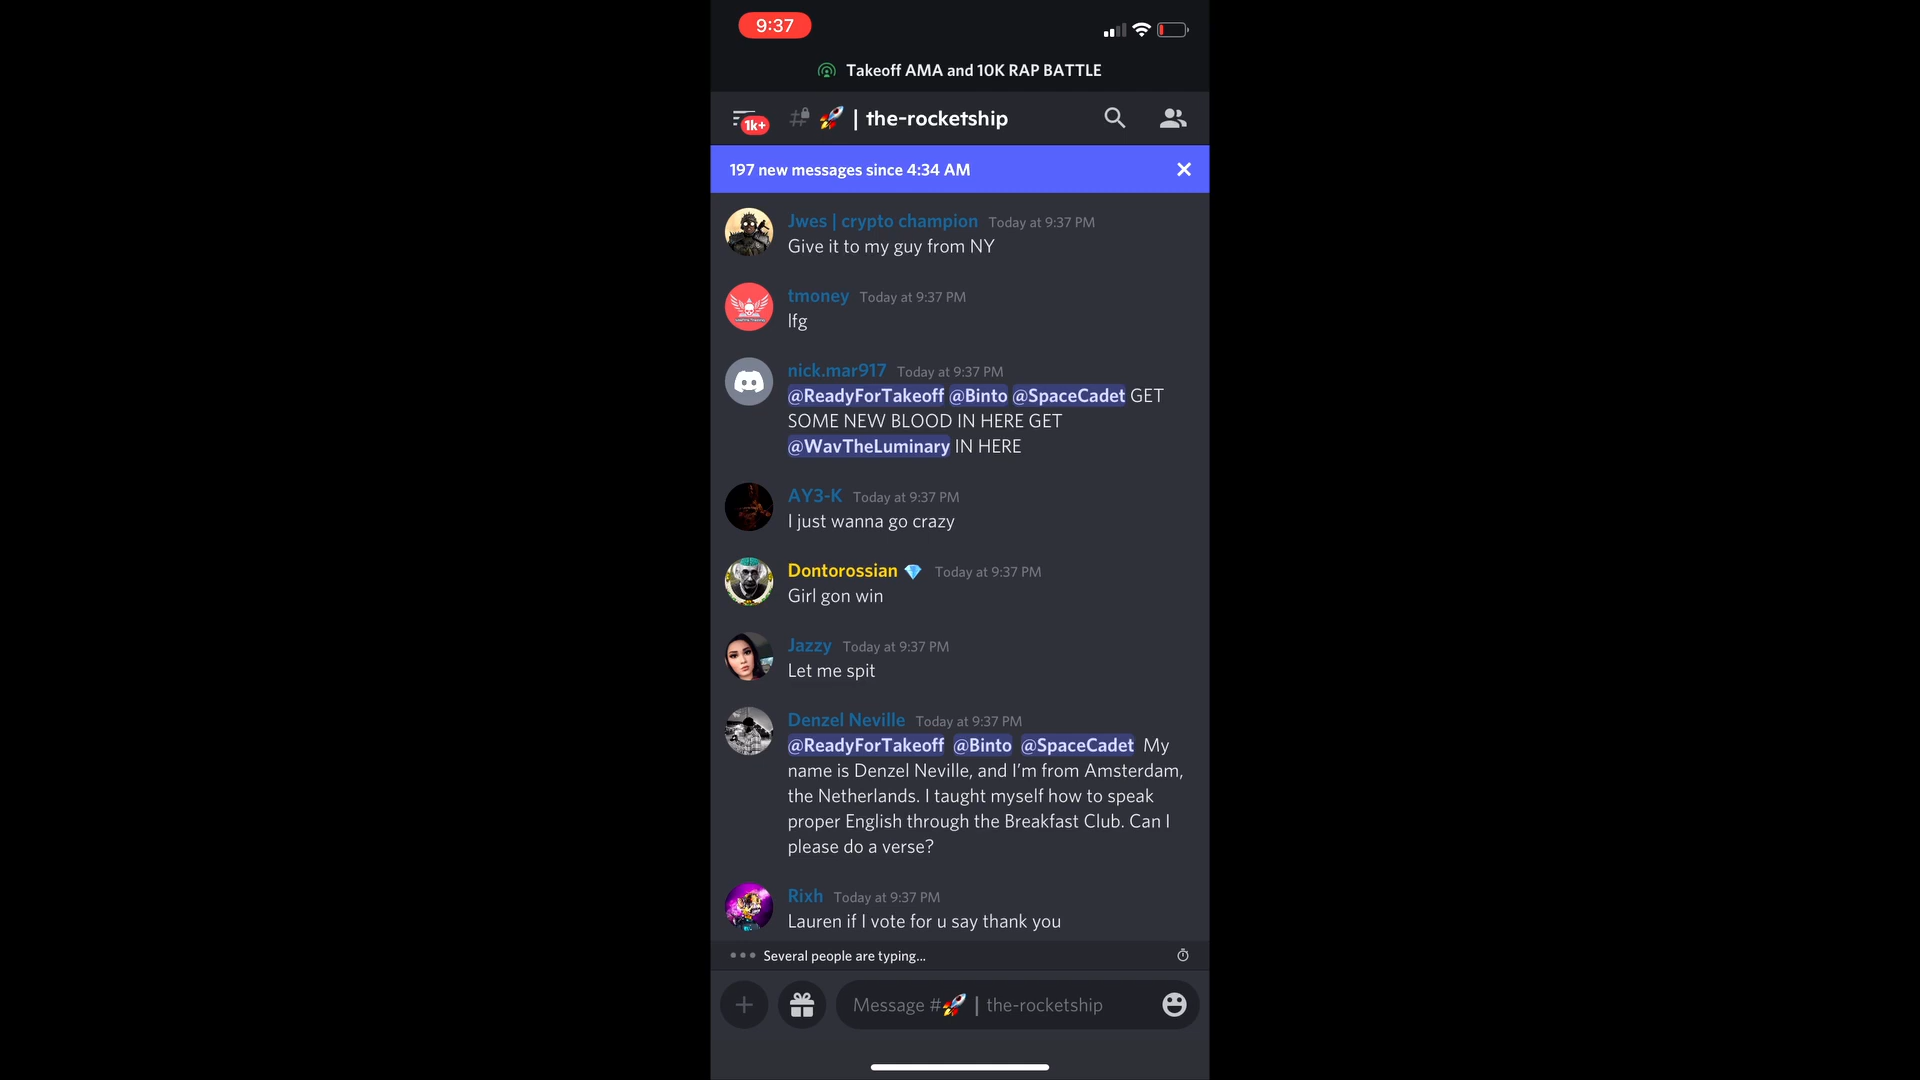 9:37
Takeoff AMA and 10K RAP BATTLE
1k+
# 🚀 | the-rocketship
197 new messages since 4:34 AM
Jwes | crypto champion Today at 9:37 PM
Give it to my guy from NY
tmoney Today at 9:37 PM
lfg
nick.mar917 Today at 9:37 PM
@ReadyForTakeoff @Binto @SpaceCadet GET
SOME NEW BLOOD IN HERE GET
@WavTheLuminary IN HERE
AY3-K Today at 9:37 PM
I just wanna go crazy
Dontorossian 💎 Today at 9:37 PM
Girl gon win
Jazzy Today at 9:37 PM
Let me spit
Denzel Neville Today at 9:37 PM
@ReadyForTakeoff @Binto @SpaceCadet My
name is Denzel Neville, and I'm from Amsterdam,
the Netherlands. I taught myself how to speak
proper English through the Breakfast Club. Can I
please do a verse?
Rixh Today at 9:37 PM
Lauren if I vote for u say thank you
Several people are typing...
Message #🚀 | the-rocketship